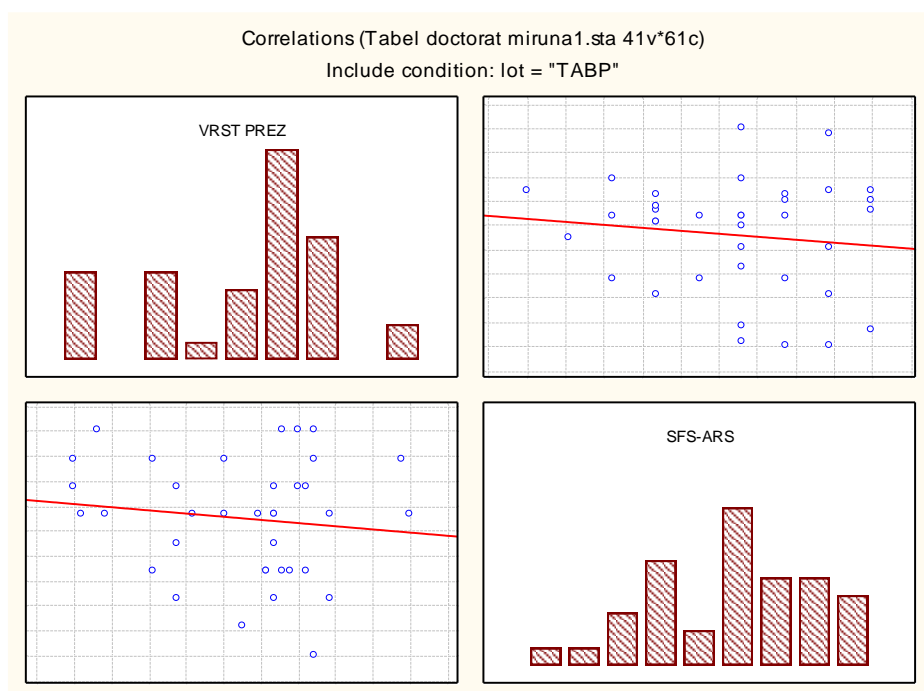 Correlations (Tabel doctorat miruna1.sta 41v*61c)
Include condition: lot = "TABP"
VRST PREZ
SFS-ARS